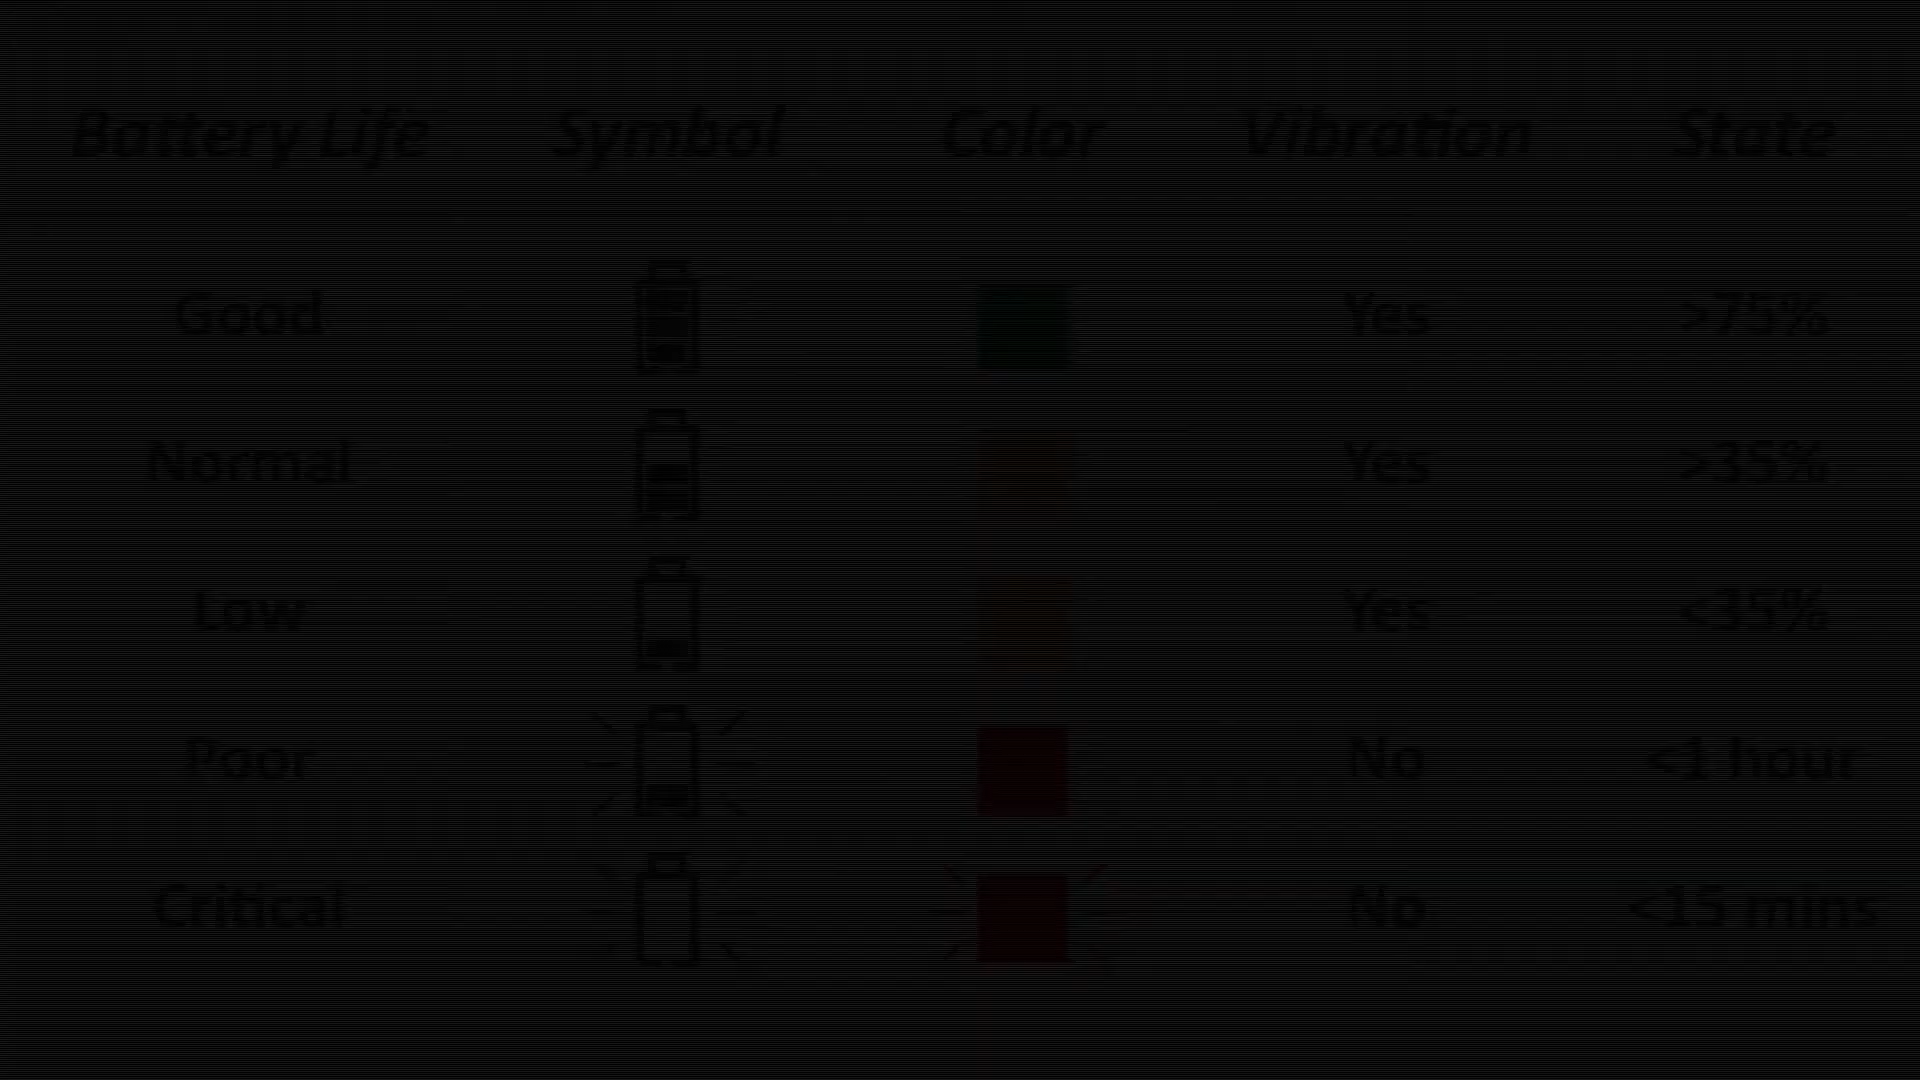 Battery Life Symbol Color Vibration State
Good Yes >75%
Normal Yes >35%
Low Yes <35%
Poor No <1 hour
Critical No <15 mins